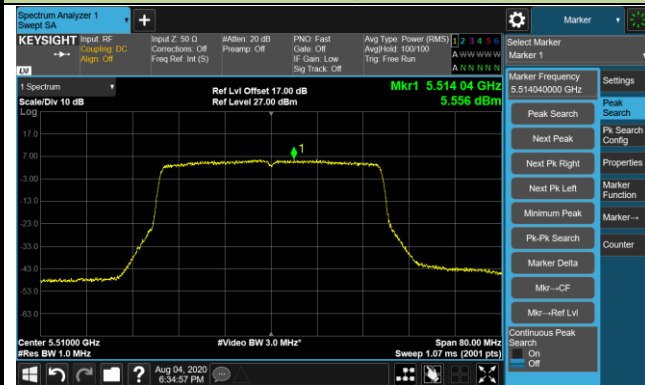 Spectrum Analyzer 1
Swept SA
+
Marker
KEYSIGHT
Input: RF
Coupling: DC
Align: Off
Input Z: 50 Ω
Corrections: Off
Freq Ref: Int (S)
#Atten: 20 dB
Preamp: Off
PNO: Fast
Gate: Off
IF Gain: Low
Sig Track: Off
Avg Type: Power (RMS)
Avg|Hold: 100/100
Trig: Free Run
1 2 3 4 5 6
A W W W W W
A N N N N N
LXI
Select Marker
Marker 1
1 Spectrum
Scale/Div 10 dB
Log
Ref Lvl Offset 17.00 dB
Ref Level 27.00 dBm
Mkr1 5.514 04 GHz
5.556 dBm
17.0
7.00
-3.00
-13.0
-23.0
-33.0
-43.0
-53.0
-63.0
1
Center 5.51000 GHz
#Res BW 1.0 MHz
#Video BW 3.0 MHz*
Span 80.00 MHz
Sweep 1.07 ms (2001 pts)
Marker Frequency
5.514040000 GHz
Peak Search
Next Peak
Next Pk Right
Next Pk Left
Minimum Peak
Pk-Pk Search
Marker Delta
Mkr→CF
Mkr→Ref Lvl
Continuous Peak
Search
On
Off
Settings
Peak
Search
Pk Search
Config
Properties
Marker
Function
Marker→
Counter
?
Aug 04, 2020
6:34:57 PM